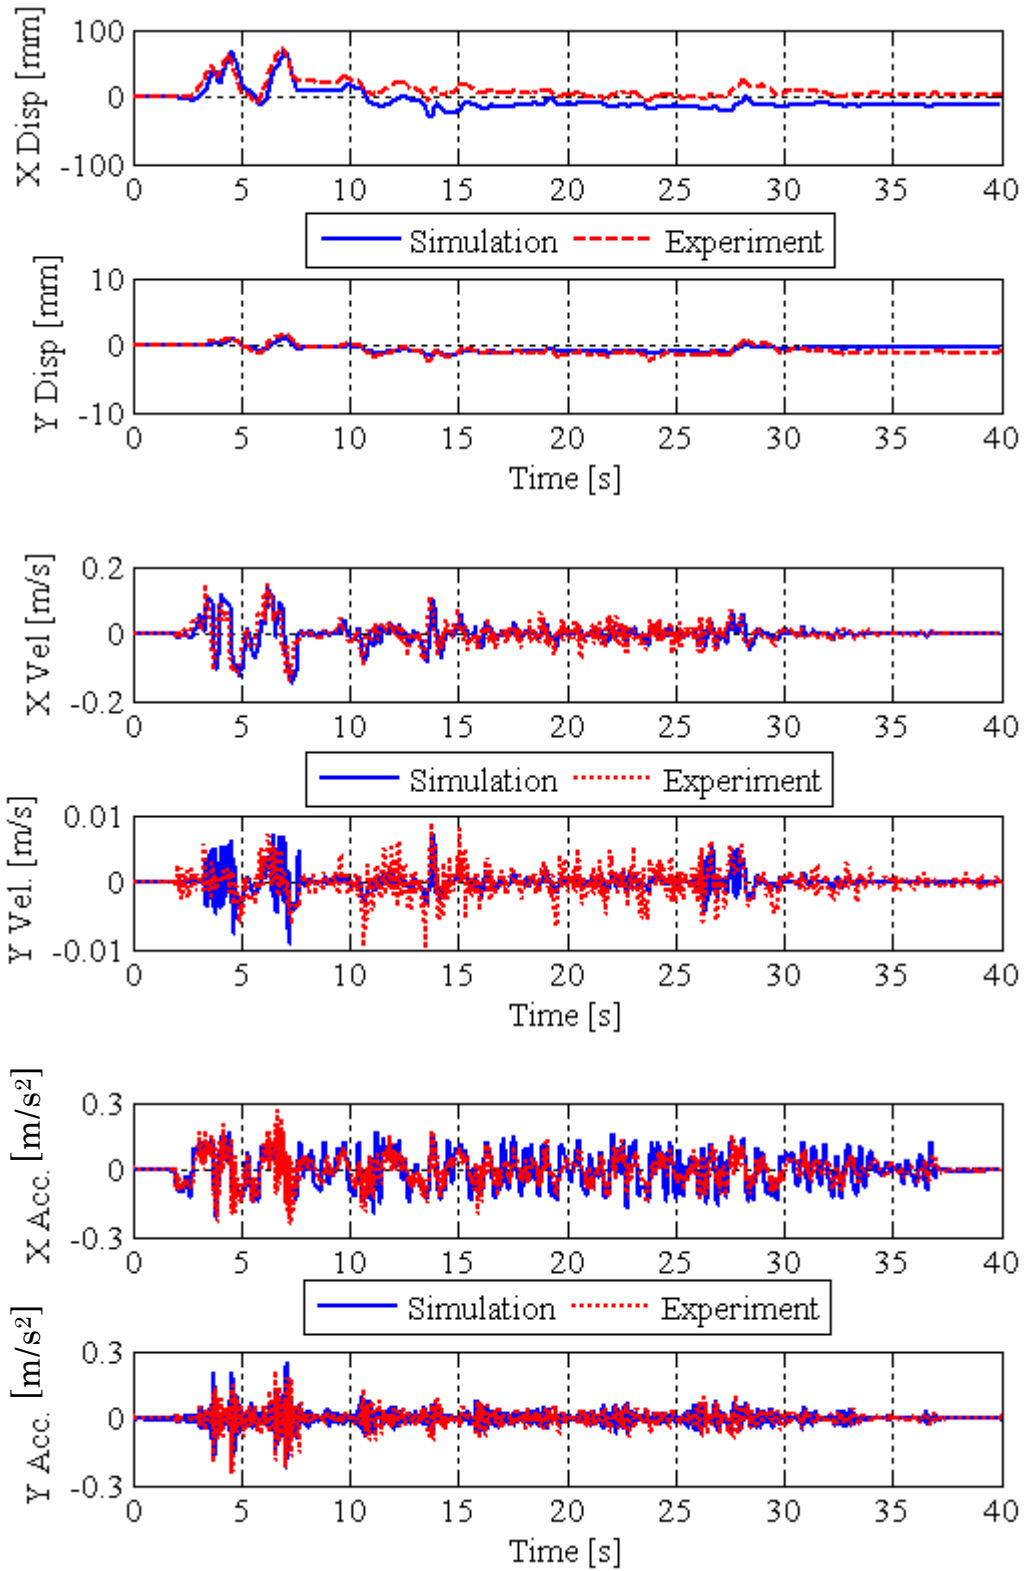 X Disp [mm]
100
0
-100
0 5 10 15 20 25 30 35 40
Simulation Experiment
Y Disp [mm]
10
0
-10
0 5 10 15 20 25 30 35 40
Time [s]
X Vel [m/s]
0.2
0
-0.2
0 5 10 15 20 25 30 35 40
Simulation Experiment
Y Vel. [m/s]
0.01
0
-0.01
0 5 10 15 20 25 30 35 40
Time [s]
X Acc. [m/s²]
0.3
0
-0.3
0 5 10 15 20 25 30 35 40
Simulation Experiment
Y Acc. [m/s²]
0.3
0
-0.3
0 5 10 15 20 25 30 35 40
Time [s]